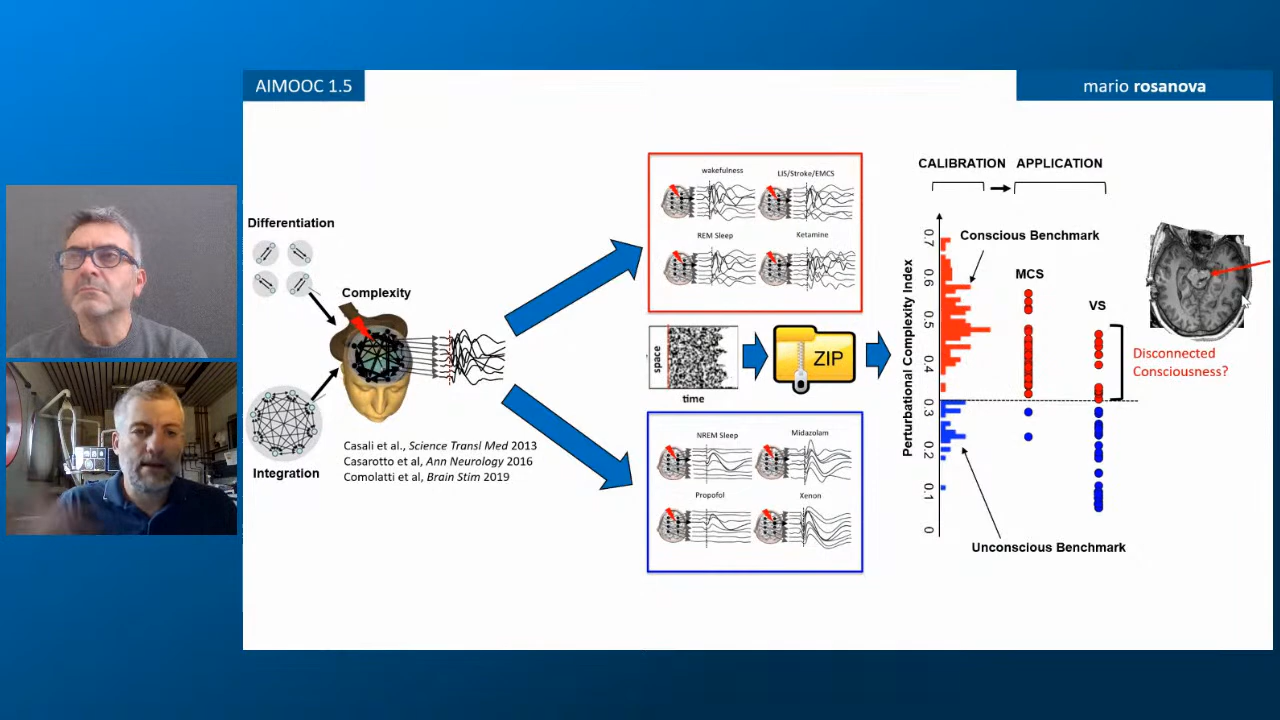 AIMOOC 1.5
mario rosanova
Differentiation
Complexity
Integration
Casali et al., Science Transl Med 2013
Casarotto et al, Ann Neurology 2016
Comolatti et al, Brain Stim 2019
wakefulness
LIS/Stroke/EMCS
REM Sleep
Ketamine
space
time
ZIP
NREM Sleep
Midazolam
Propofol
Xenon
CALIBRATION
APPLICATION
Perturbational Complexity Index
0.7
0.6
0.5
0.4
0.3
0.2
0.1
0
Conscious Benchmark
MCS
VS
Disconnected
Consciousness?
Unconscious Benchmark